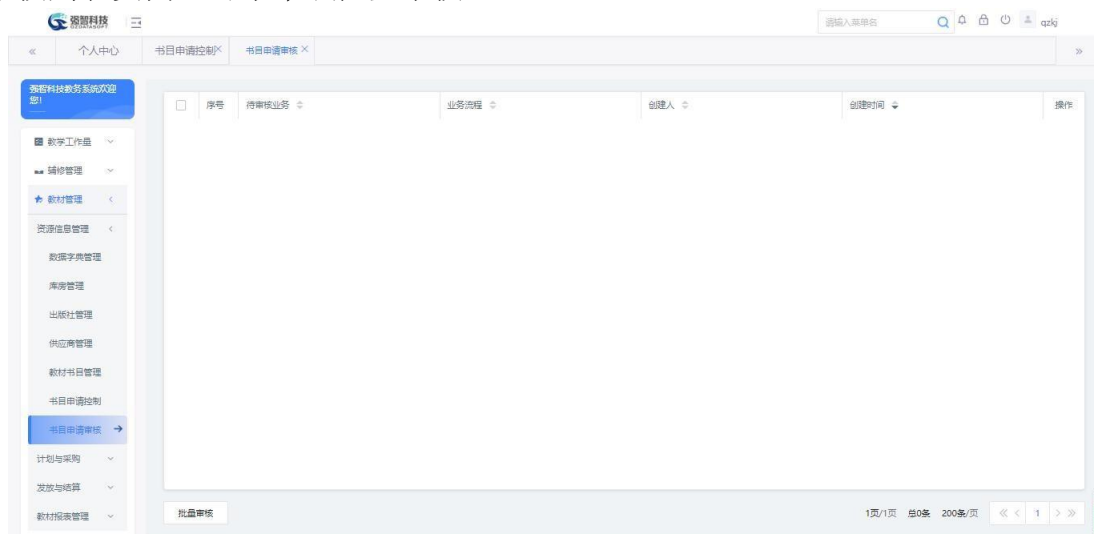 强智科技
QZDATASOFT
请输入菜单名
qzkj
个人中心
书目申请控制
书目申请审核
强智科技教务系统欢迎您!
序号 待审核业务 业务流程 创建人 创建时间 操作
教学工作量
辅修管理
教材管理
资源信息管理
数据字典管理
库房管理
出版社管理
供应商管理
教材书目管理
书目申请控制
书目申请审核
计划与采购
发放与结算
教材报表管理
批量审核
1页/1页 总0条 200条/页 1